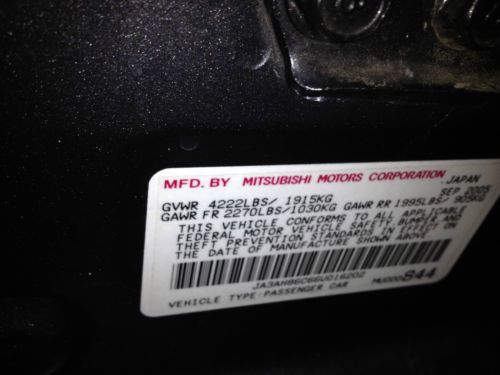 MFD. BY MITSUBISHI MOTORS CORPORATION JAPAN
GVWR 4222LBS/ 1915KG SEP 2005
GAWR FR 2270LBS/1030KG GAWR RR 1995LBS/ 905KG
THIS VEHICLE CONFORMS TO ALL APPLICABLE
FEDERAL MOTOR VEHICLE SAFETY, BUMPER, AND
THEFT PREVENTION STANDARDS IN EFFECT ON
THE DATE OF MANUFACTURE SHOWN ABOVE.
JA3AH86C66U016202
VEHICLE TYPE:PASSENGER CAR MU000844